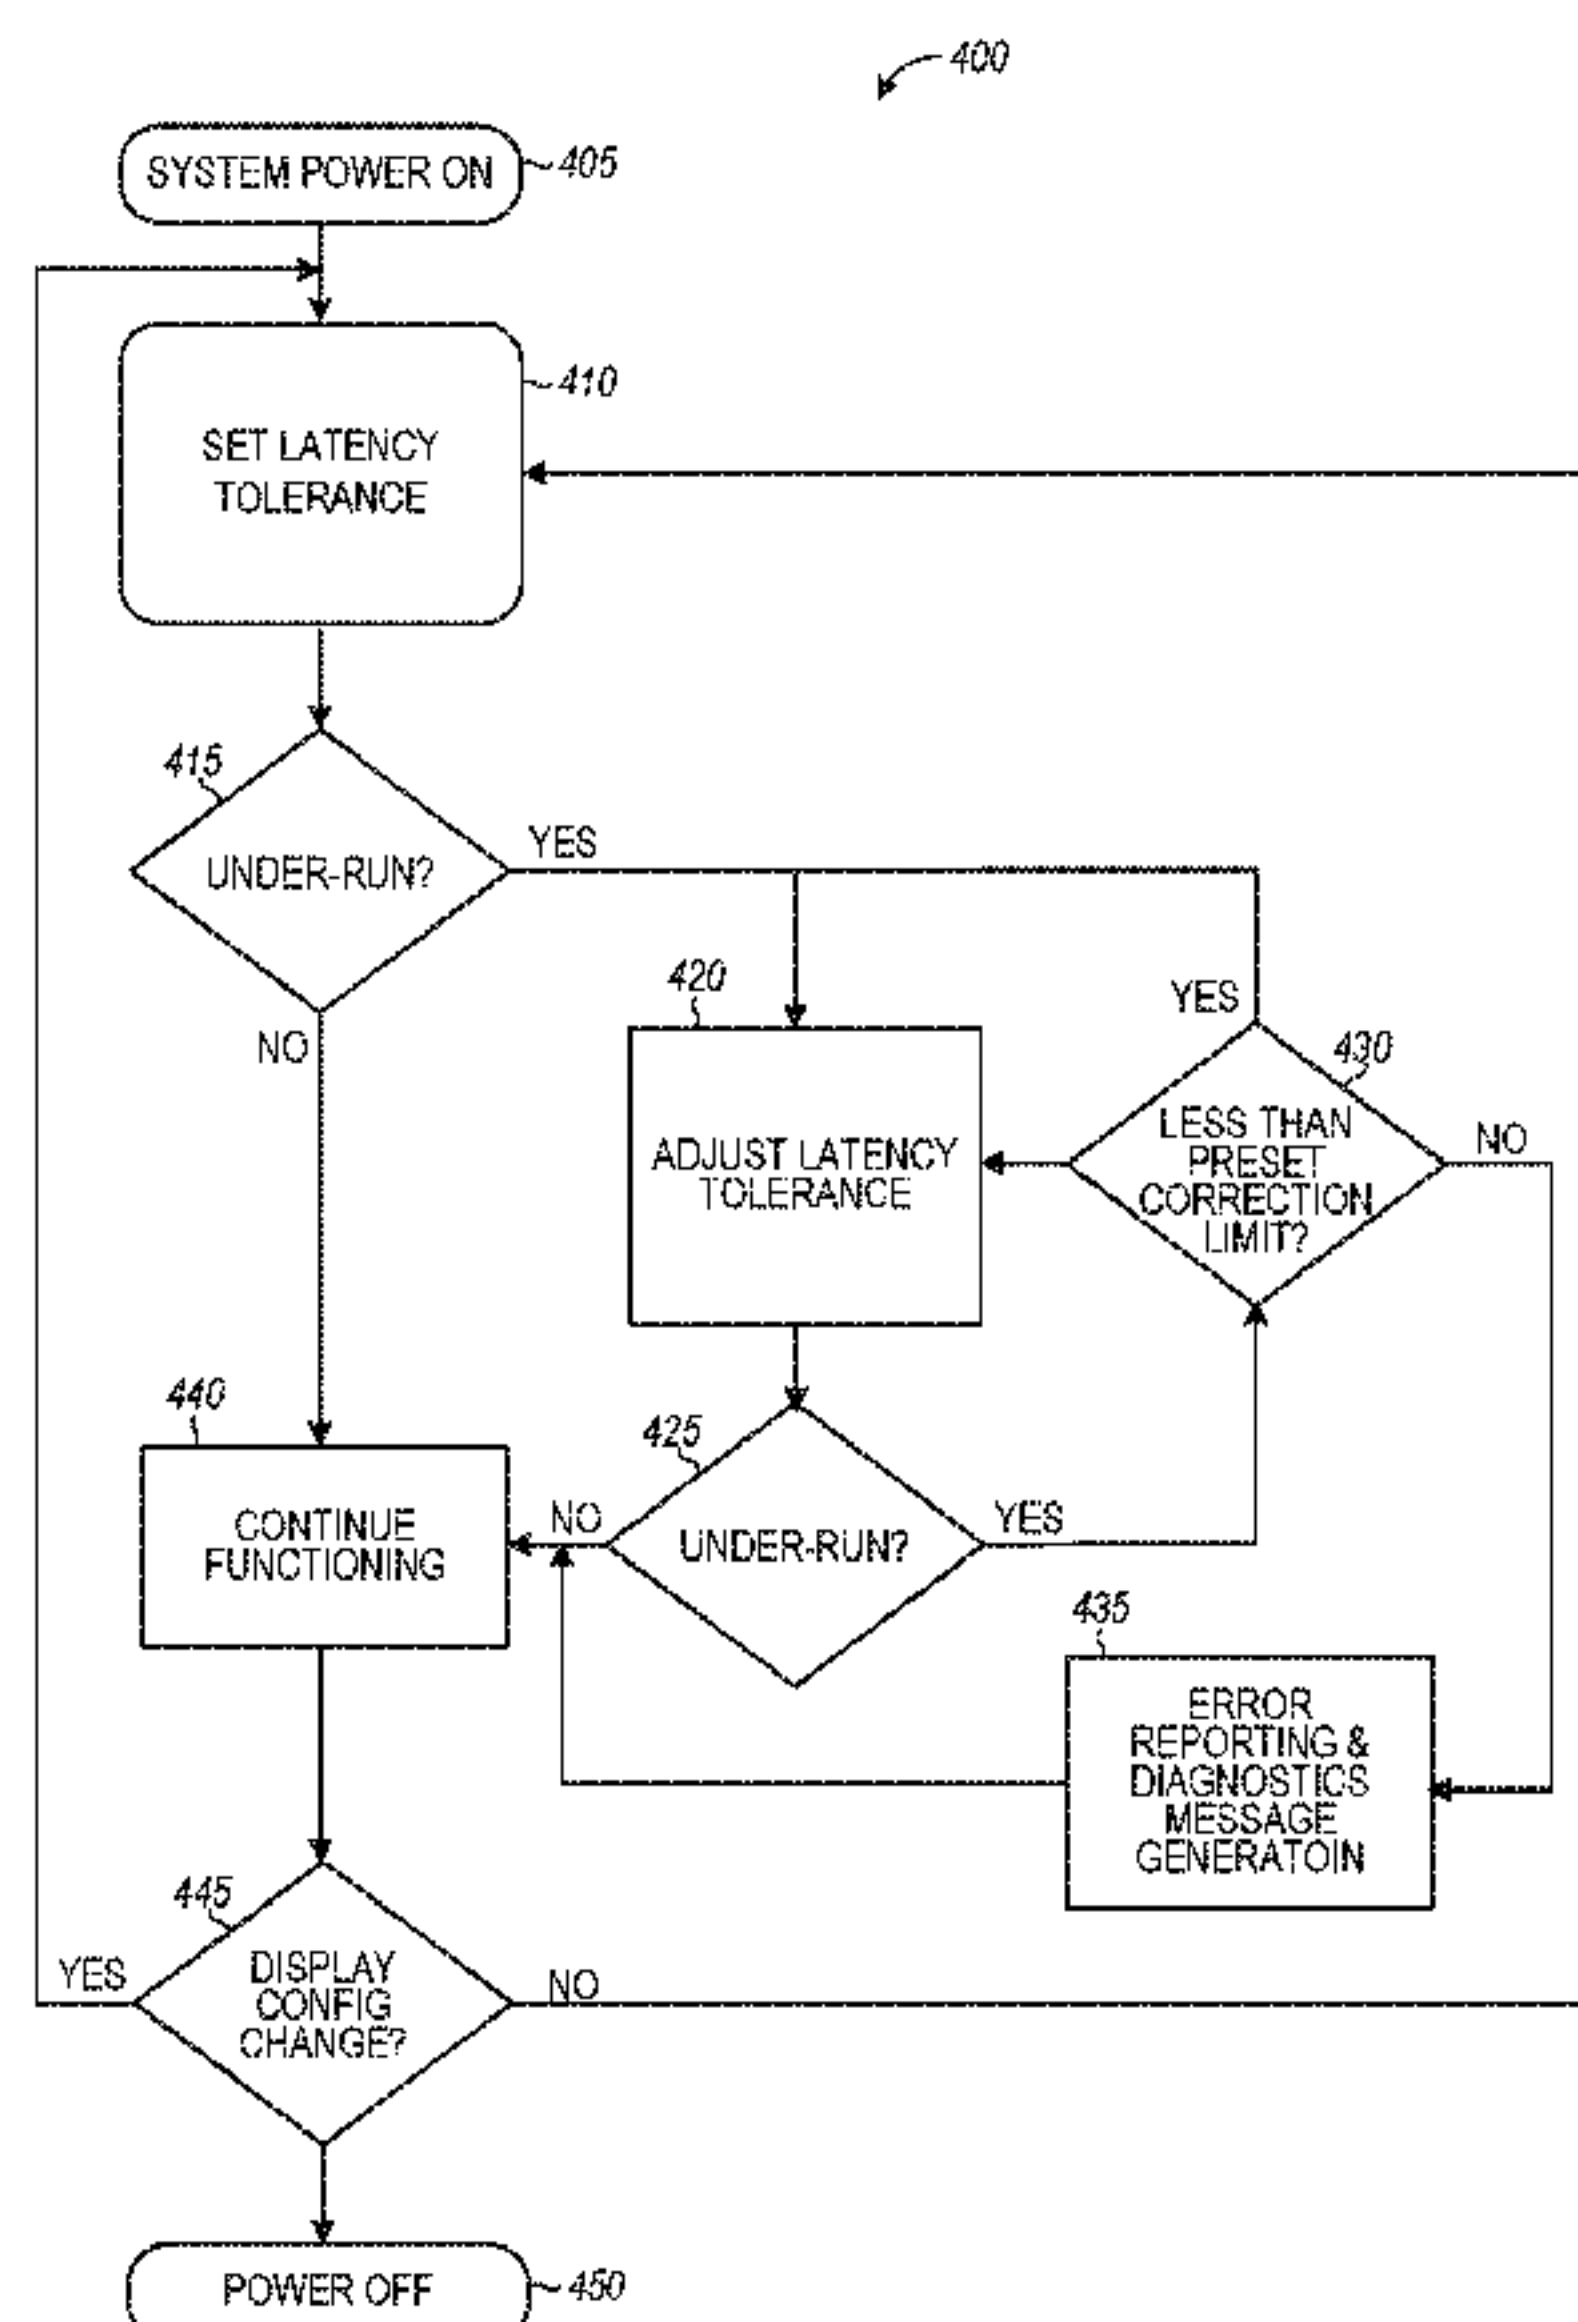 400
SYSTEM POWER ON
405
410
SET LATENCY
TOLERANCE
415
UNDER-RUN?
YES
NO
420
ADJUST LATENCY
TOLERANCE
YES
430
LESS THAN
PRESET
CORRECTION
LIMIT?
NO
440
CONTINUE
FUNCTIONING
NO
425
UNDER-RUN?
YES
435
ERROR
REPORTING &
DIAGNOSTICS
MESSAGE
GENERATOIN
445
YES
DISPLAY
CONFIG
CHANGE?
NO
POWER OFF
450